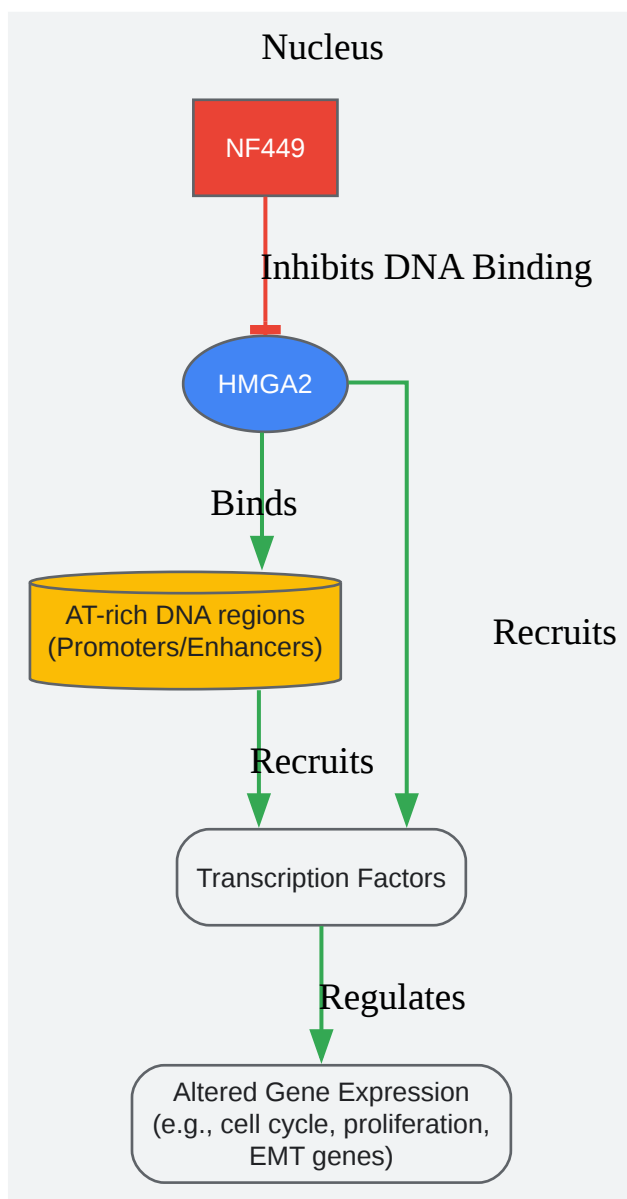 Nucleus
NF449
Inhibits DNA Binding
HMGA2
Binds
AT-rich DNA regions
(Promoters/Enhancers)
Recruits
Recruits
Transcription Factors
Regulates
Altered Gene Expression
(e.g., cell cycle, proliferation,
EMT genes)